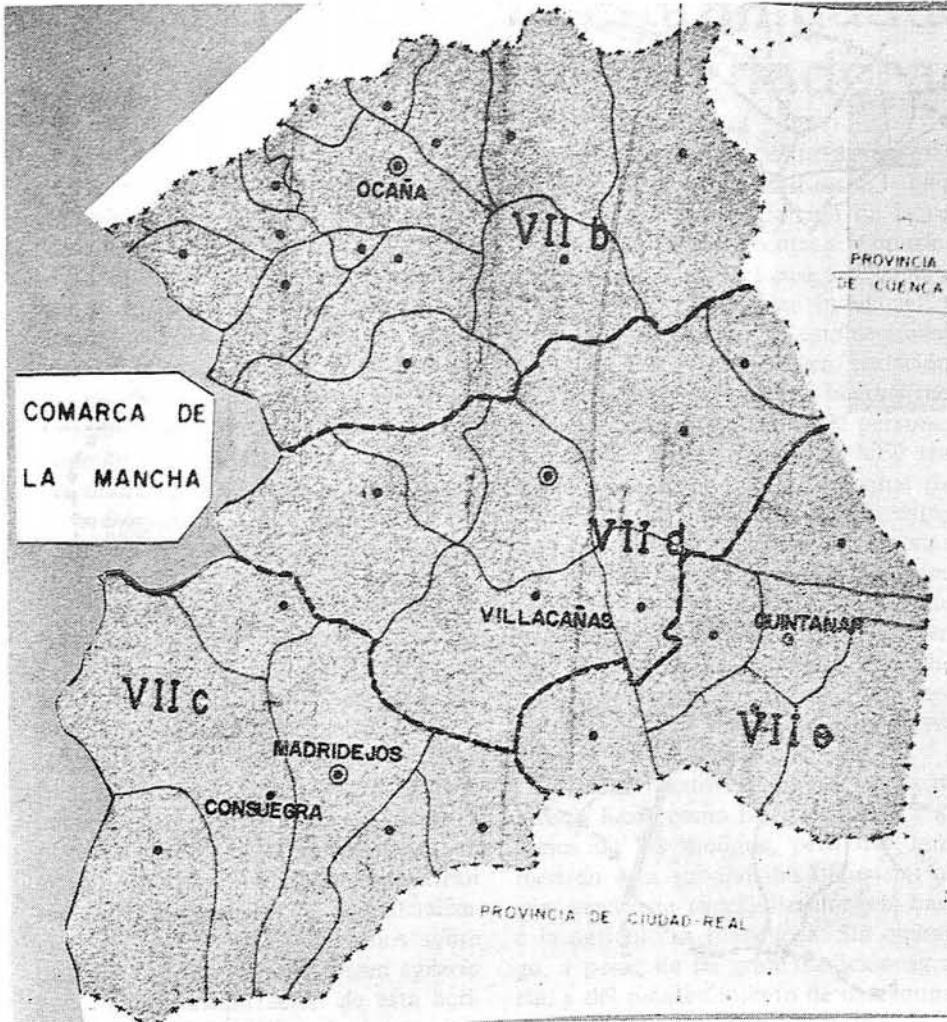 OCAÑA
VII b
PROVINCIA
DE CUENCA
COMARCA DE
LA MANCHA
VII a
VILLACAÑAS
QUINTANAR
VII c
VII e
MADRIDEJOS
CONSUEGRA
PROVINCIA DE CIUDAD-REAL